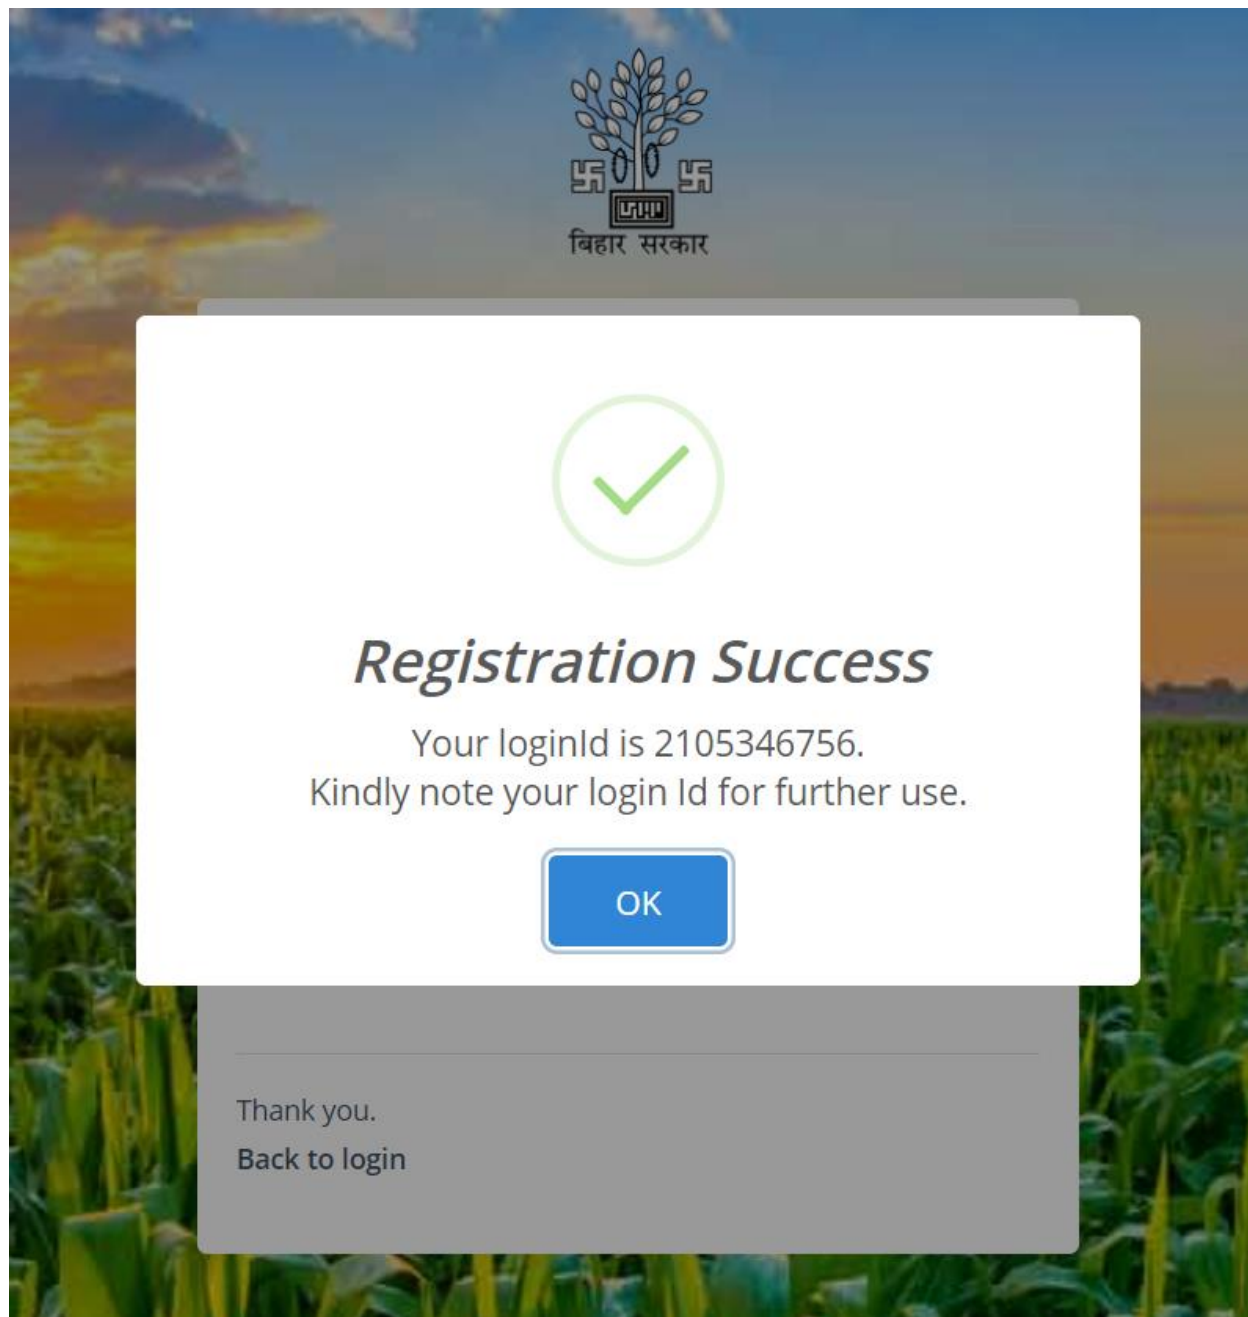 बिहार सरकार
Registration Success
Your loginId is 2105346756.
Kindly note your login Id for further use.
OK
Thank you.
Back to login